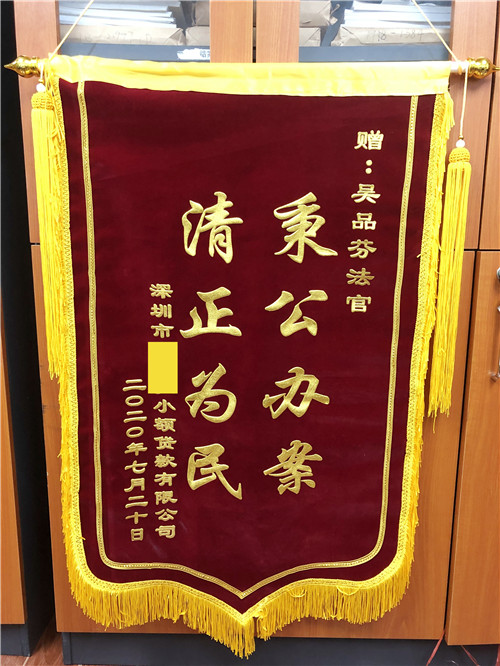 赠：吴品芬法官
秉公办案
清正为民
深圳市 小额贷款有限公司
二〇二〇年七月二十日